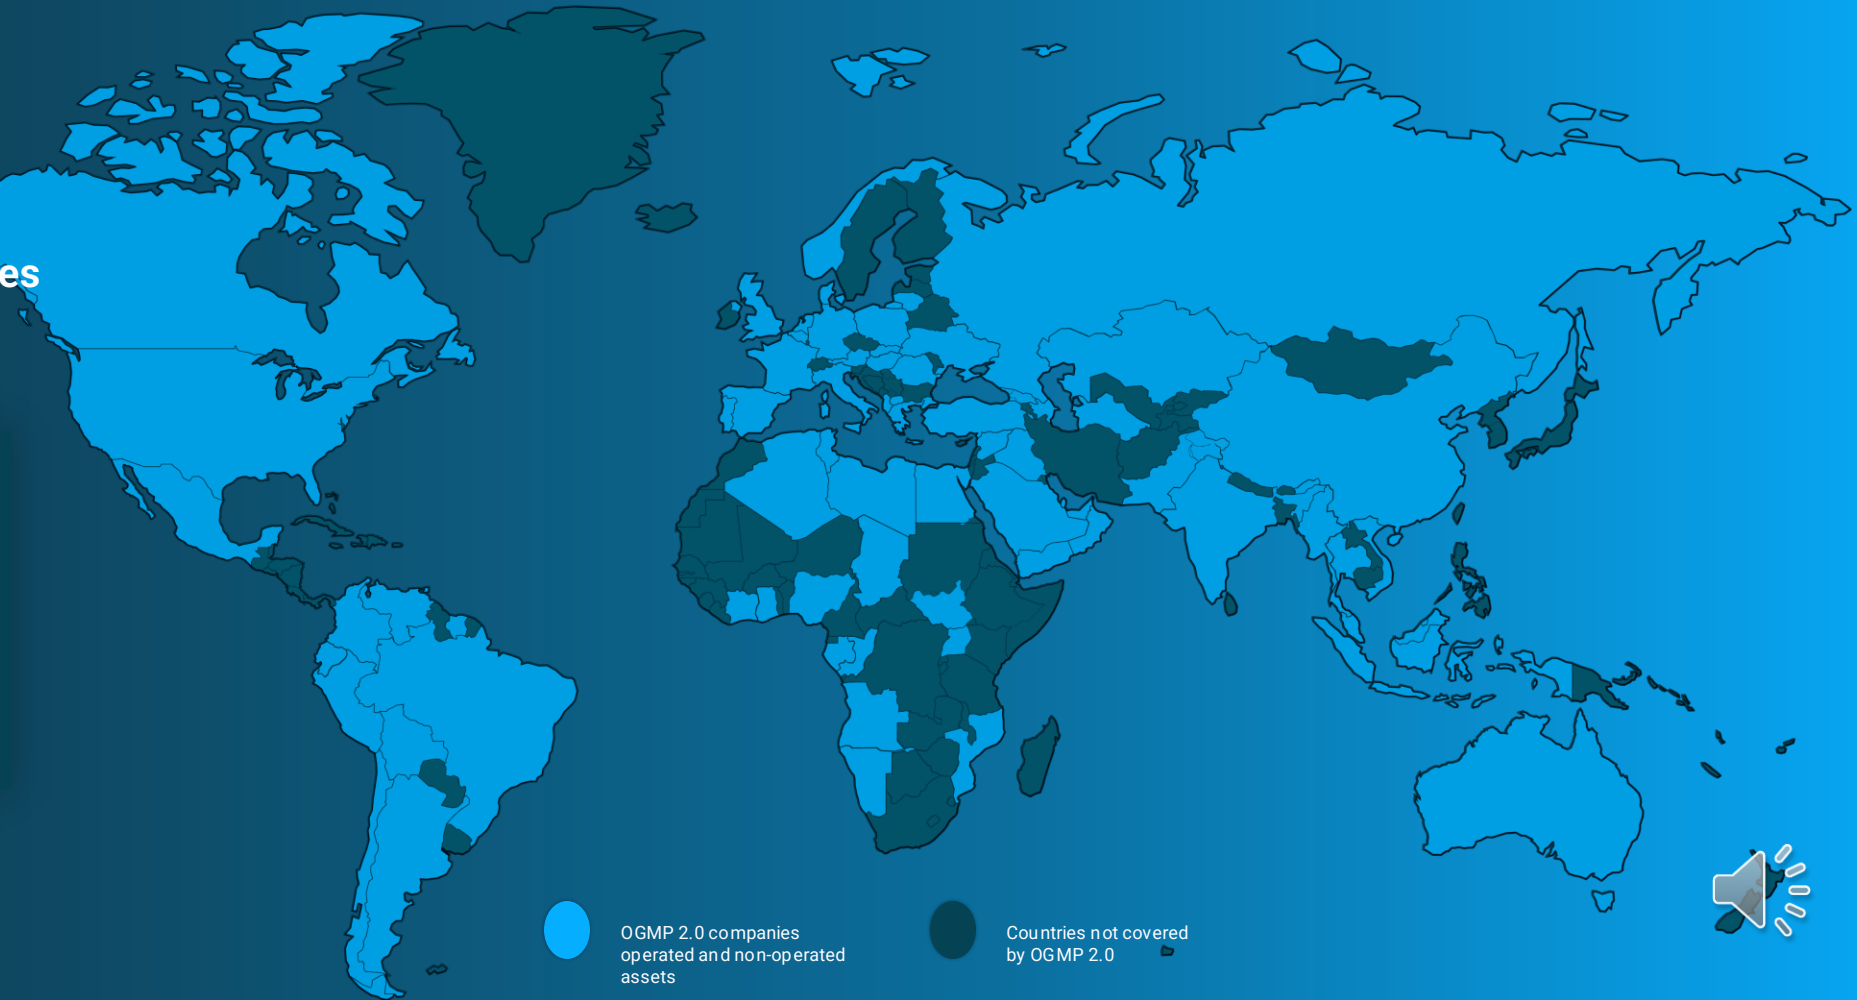 es
OGMP 2.0 companies
operated and non-operated
assets
Countries not covered
by OGMP 2.0